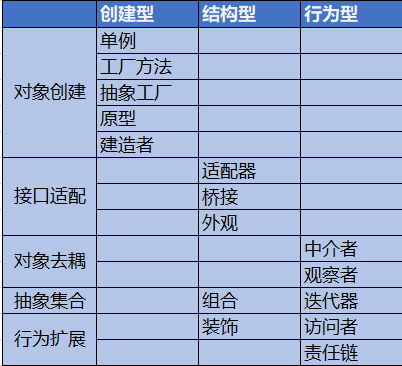 创建型 结构型 行为型
对象创建 单例
工厂方法
抽象工厂
原型
建造者
接口适配 适配器
桥接
外观
对象去耦 中介者
观察者
抽象集合 组合 迭代器
行为扩展 装饰 访问者
责任链